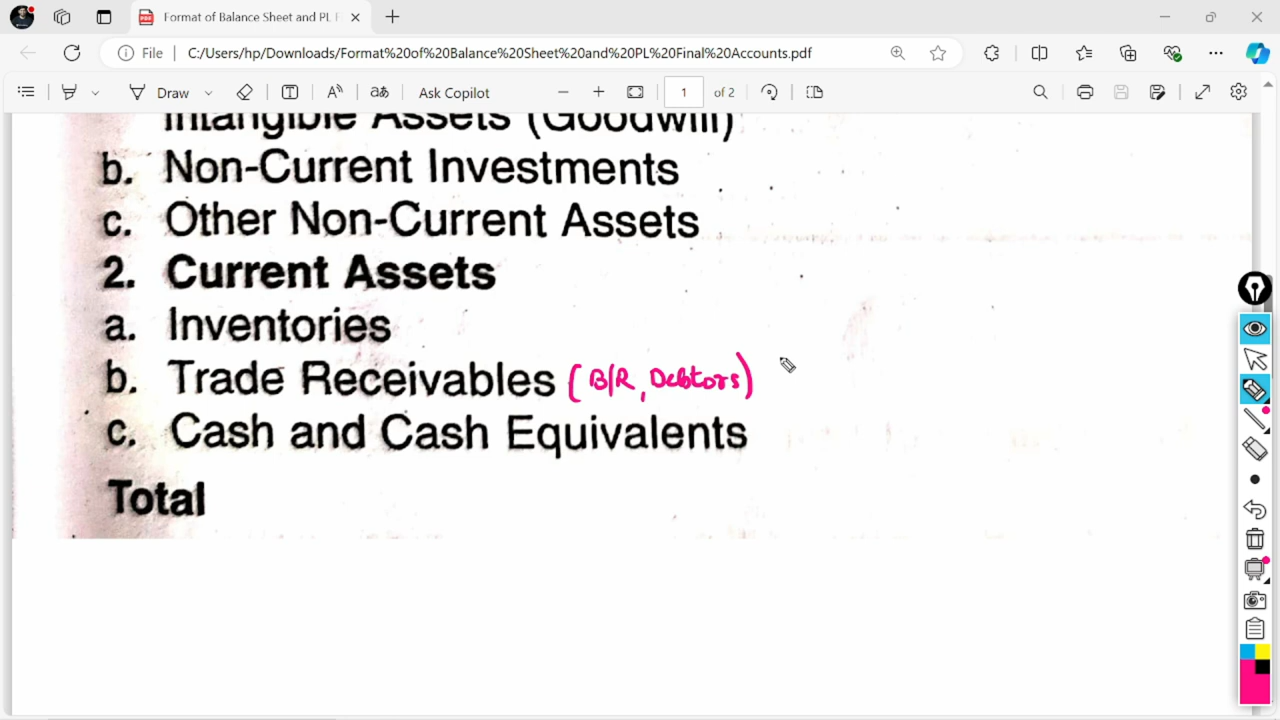 Format of Balance Sheet and PL F
File
C:/Users/hp/Downloads/Format%20of%20Balance%20Sheet%20and%20PL%20Final%20Accounts.pdf
Draw
Ask Copilot
1 of 2
Intangible Assets (Goodwill)
b. Non-Current Investments
c. Other Non-Current Assets
2. Current Assets
a. Inventories
b. Trade Receivables (B/R, Debtors)
c. Cash and Cash Equivalents
Total